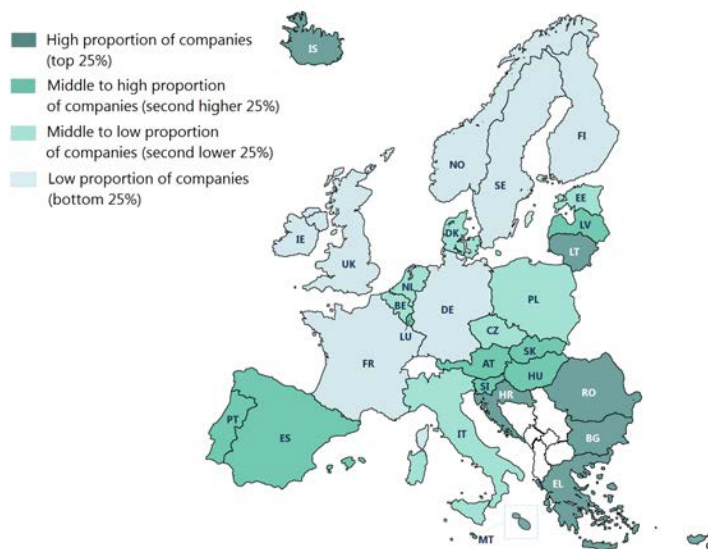 High proportion of companies
(top 25%)
Middle to high proportion
of companies (second higher 25%)
Middle to low proportion
of companies (second lower 25%)
Low proportion of companies
(bottom 25%)
IS
FI
NO
SE
EE
LV
DK
LT
IE
UK
NL
BE
DE
PL
LU
CZ
FR
SK
AT
HU
SI
HR
RO
PT
ES
IT
BG
EL
MT